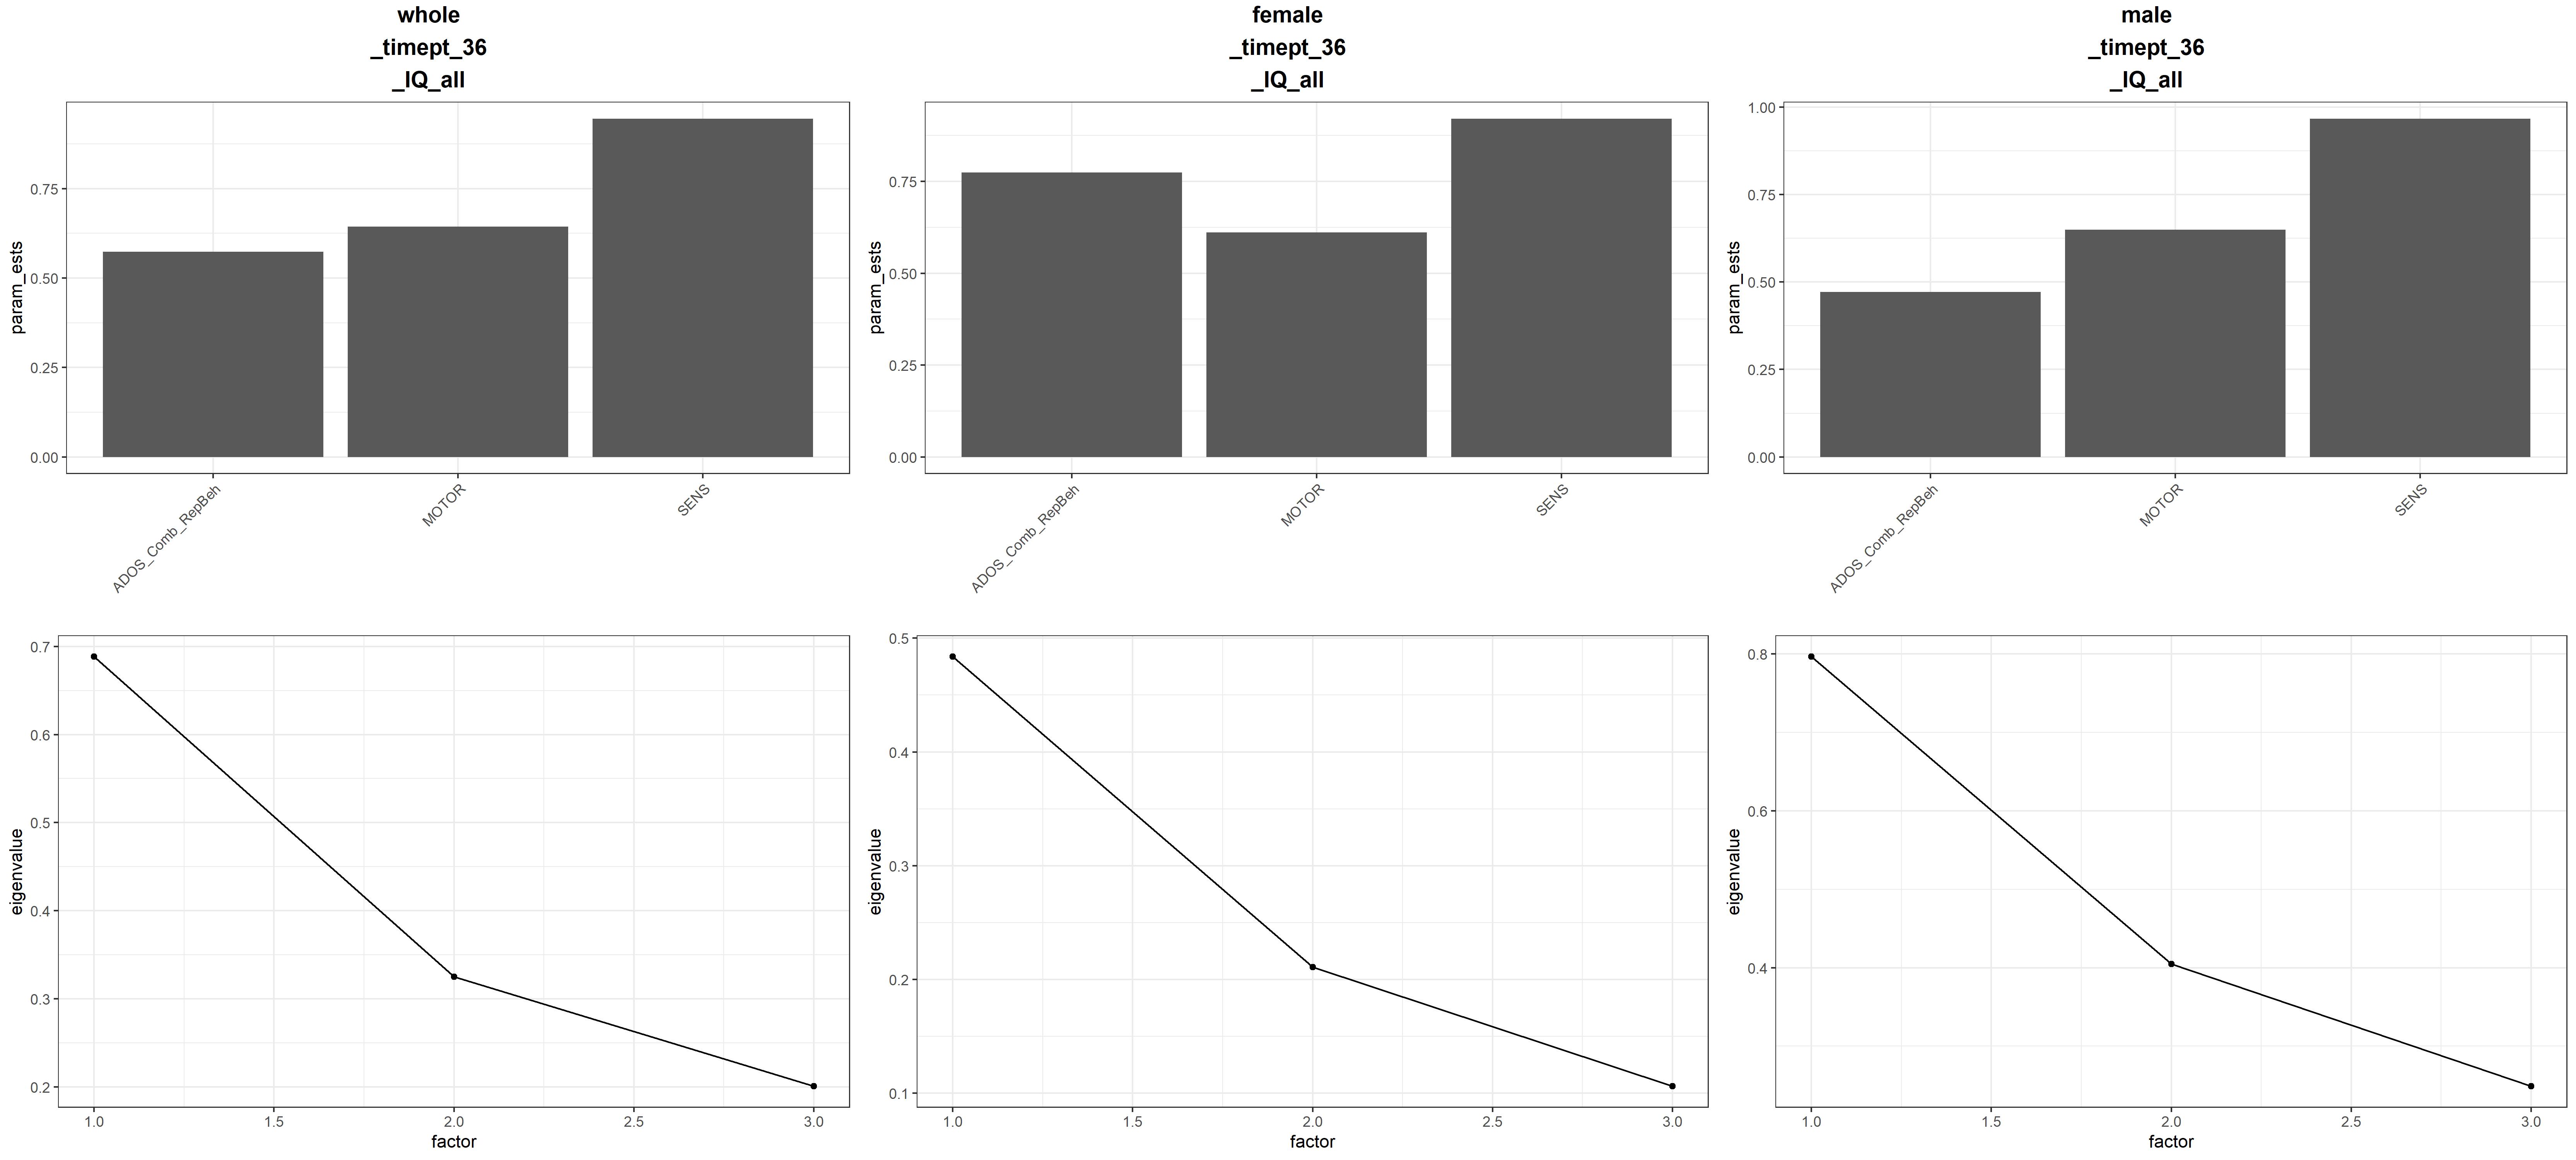 whole
_timept_36
_IQ_all
param_ests
0.75
0.50
0.25
0.00
ADOS_Comb_RepBeh
MOTOR
SENS
female
_timept_36
_IQ_all
param_ests
0.75
0.50
0.25
0.00
ADOS_Comb_RepBeh
MOTOR
SENS
male
_timept_36
_IQ_all
param_ests
1.00
0.75
0.50
0.25
0.00
ADOS_Comb_RepBeh
MOTOR
SENS
eigenvalue
0.7
0.6
0.5
0.4
0.3
0.2
1.0 1.5 2.0 2.5 3.0
factor
eigenvalue
0.5
0.4
0.3
0.2
0.1
1.0 1.5 2.0 2.5 3.0
factor
eigenvalue
0.8
0.6
0.4
1.0 1.5 2.0 2.5 3.0
factor